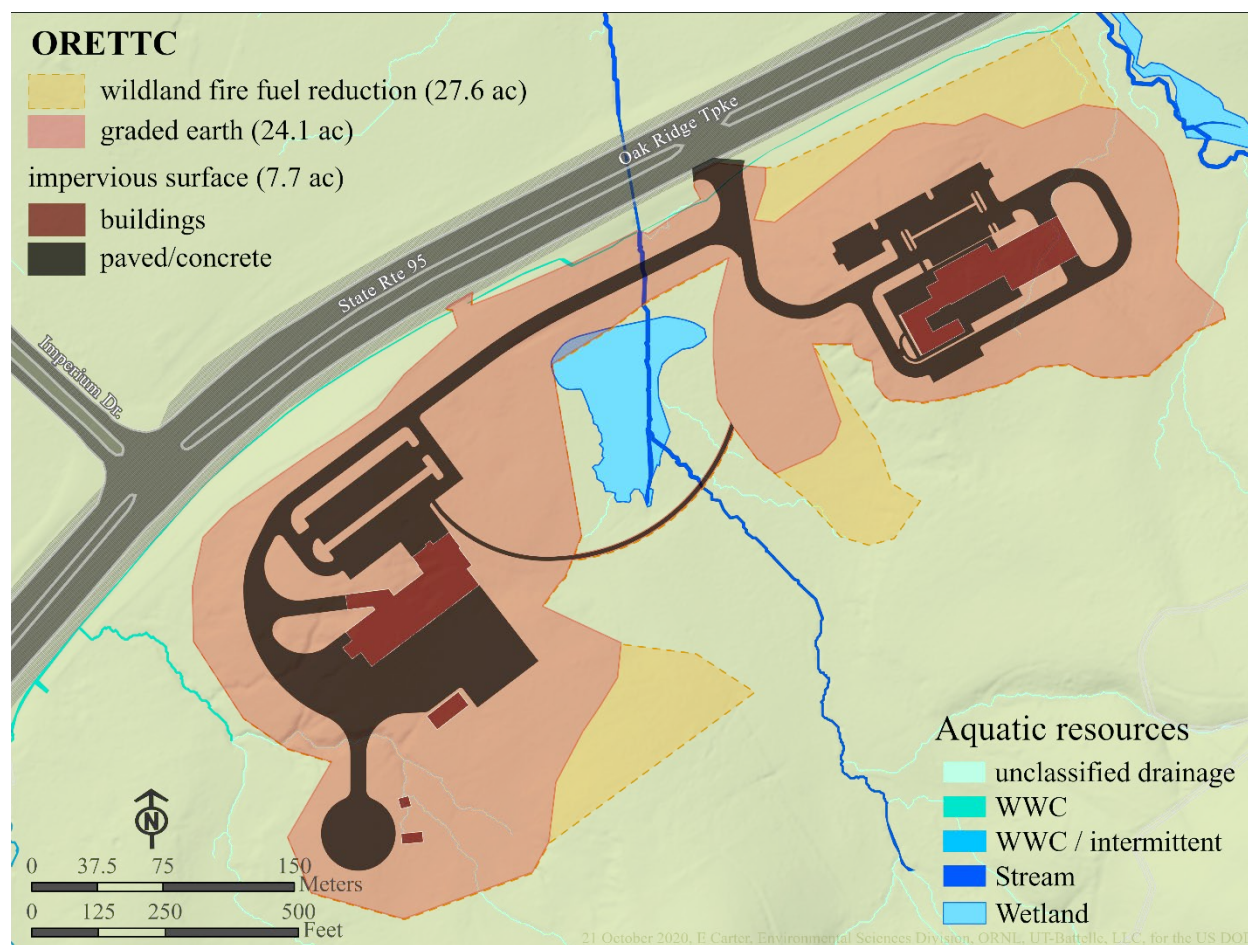 ORETTC
wildland fire fuel reduction (27.6 ac)
graded earth (24.1 ac)
impervious surface (7.7 ac)
buildings
paved/concrete
Oak Ridge Tpke
State Rte 95
Imperium Dr.
Aquatic resources
unclassified drainage
WWC
WWC / intermittent
Stream
Wetland
N
0 37.5 75 150
Meters
0 125 250 500
Feet
21 October 2020, E Carter, Environmental Sciences Division, ORNL, UT-Battelle, LLC, for the US DOE